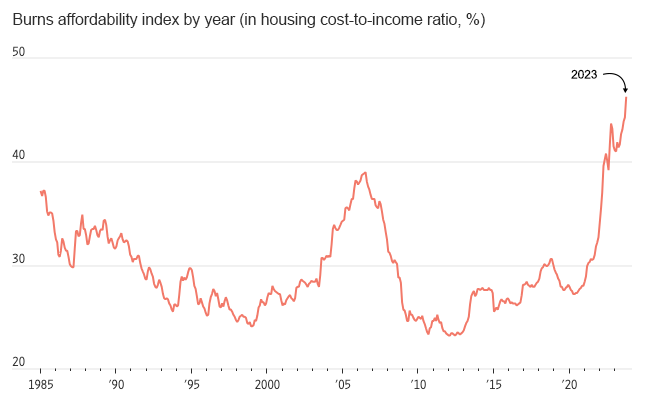 Burns affordability index by year (in housing cost-to-income ratio, %)
50
2023
40
30
20
1985 ’90 ’95 2000 ’05 ’10 ’15 ’20